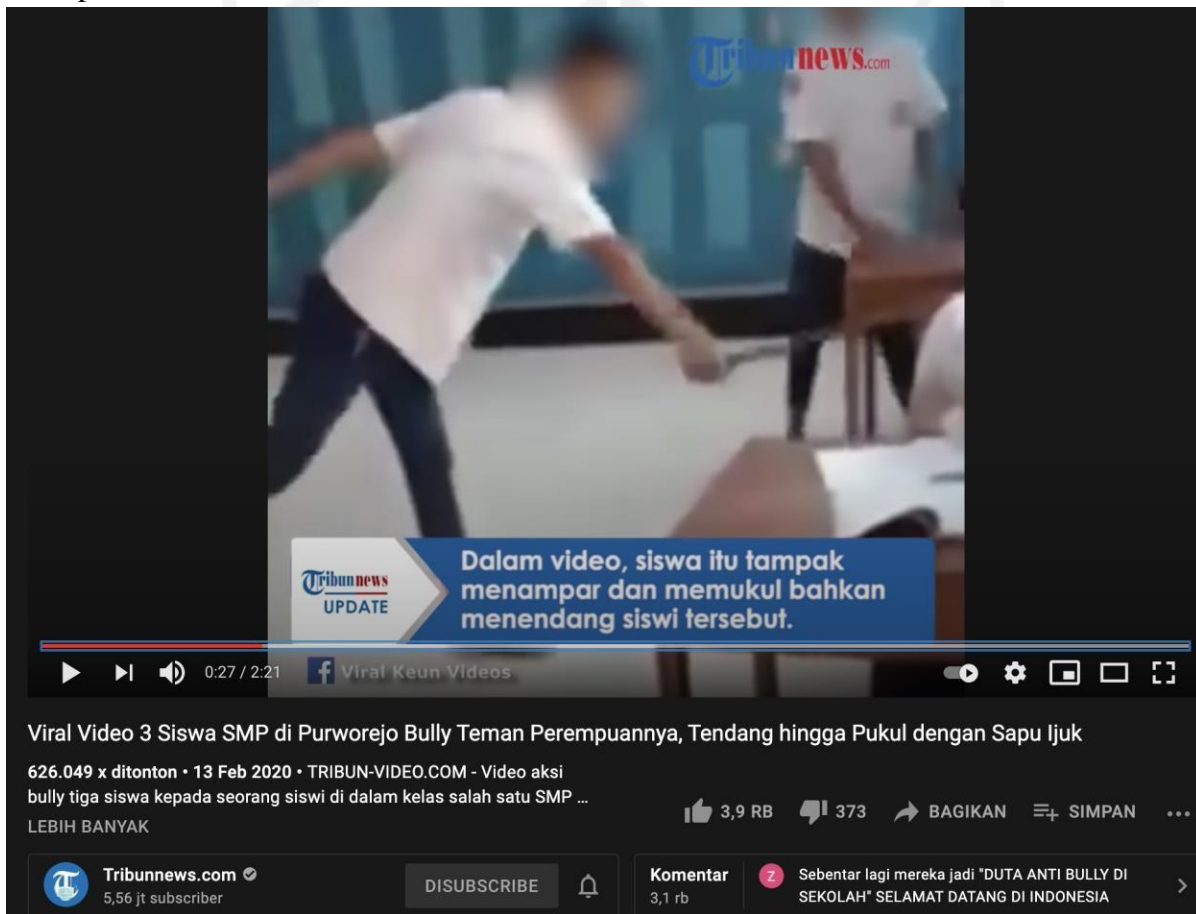 Tribunnews.com
Tribunnews
UPDATE
Dalam video, siswa itu tampak
menampar dan memukul bahkan
menendang siswi tersebut.
0:27 / 2:21
f Viral Keun Videos
Viral Video 3 Siswa SMP di Purworejo Bully Teman Perempuannya, Tendang hingga Pukul dengan Sapu Ijuk
626.049 x ditonton • 13 Feb 2020 • TRIBUN-VIDEO.COM - Video aksi
bully tiga siswa kepada seorang siswi di dalam kelas salah satu SMP ...
LEBIH BANYAK
3,9 RB 373 BAGIKAN SIMPAN
Tribunnews.com
5,56 jt subscriber
DISUBSCRIBE
Komentar
3,1 rb
Z
Sebentar lagi mereka jadi "DUTA ANTI BULLY DI
SEKOLAH" SELAMAT DATANG DI INDONESIA